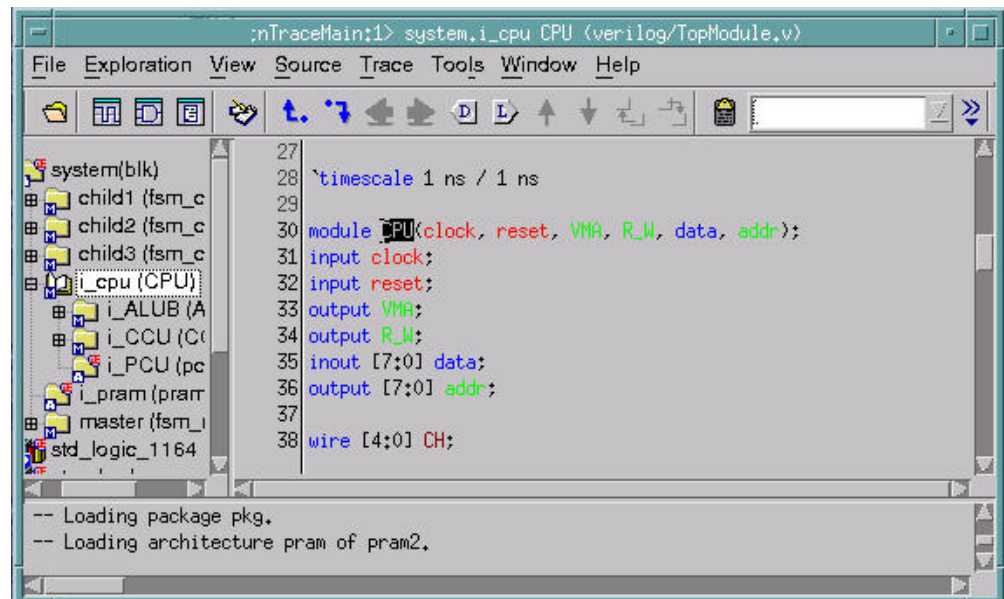 ;nTraceMain:1> system.i_cpu CPU (verilog/TopModule.v)
File Exploration View Source Trace Tools Window Help
D L
system(blk)
child1 (fsm_c
child2 (fsm_c
child3 (fsm_c
i_cpu (CPU)
i_ALUB (A
i_CCU (C
i_PCU (pc
i_pram (pram
master (fsm_
std_logic_1164
27
28 `timescale 1 ns / 1 ns
29
30 module CPU(clock, reset, VMA, R_W, data, addr);
31 input clock;
32 input reset;
33 output VMA;
34 output R_W;
35 inout [7:0] data;
36 output [7:0] addr;
37
38 wire [4:0] CH;
-- Loading package pkg.
-- Loading architecture pram of pram2.